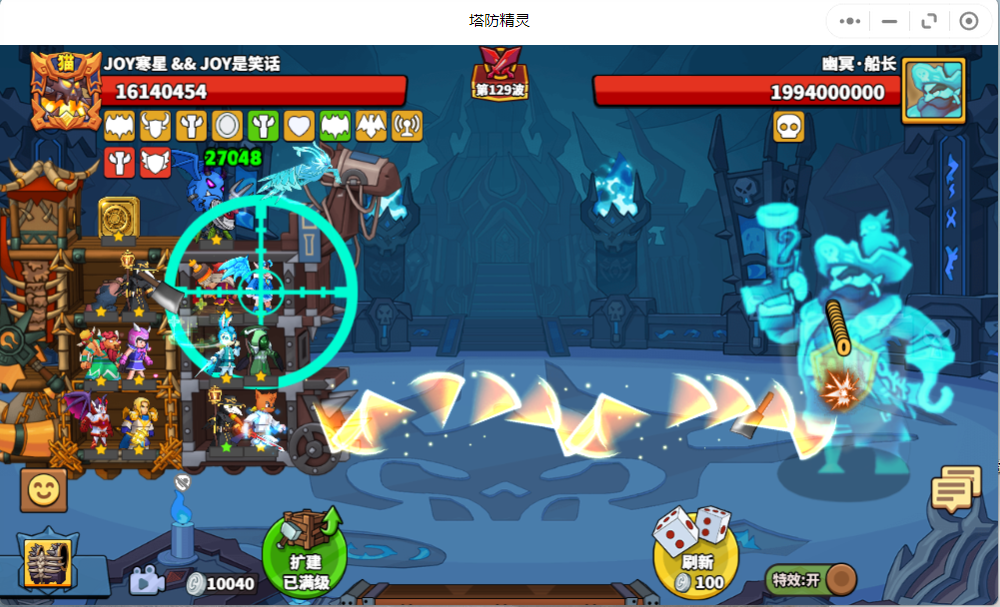 塔防精灵
猫
JOY寒星 && JOY是笑话
16140454
第129波
幽冥·船长
1994000000
27048
扩建
已满级
刷新
100
10040
特效:开